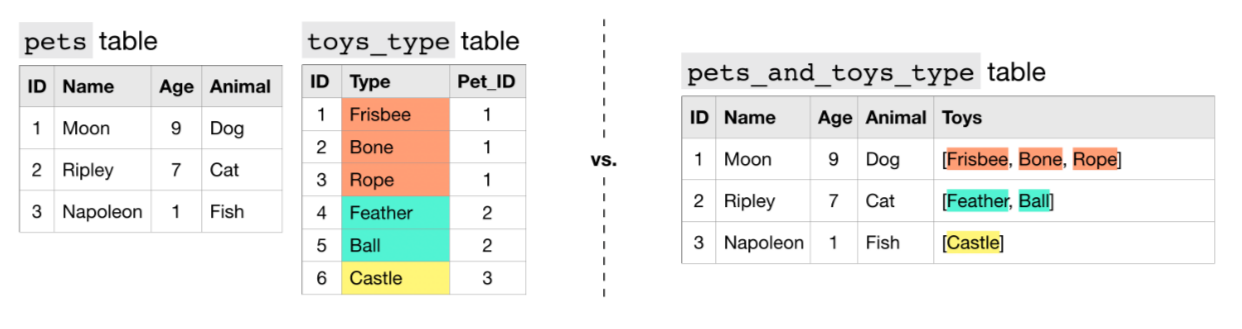 pets table
ID Name Age Animal
1 Moon 9 Dog
2 Ripley 7 Cat
3 Napoleon 1 Fish
toys_type table
ID Type Pet_ID
1 Frisbee 1
2 Bone 1
3 Rope 1
4 Feather 2
5 Ball 2
6 Castle 3
vs.
pets_and_toys_type table
ID Name Age Animal Toys
1 Moon 9 Dog [Frisbee, Bone, Rope]
2 Ripley 7 Cat [Feather, Ball]
3 Napoleon 1 Fish [Castle]